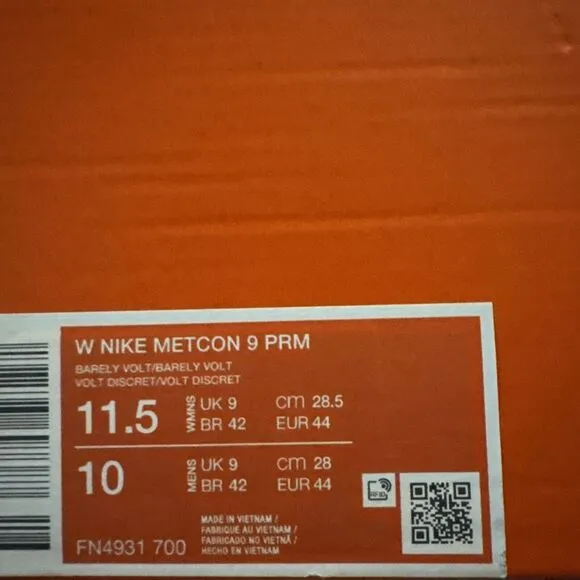 W NIKE METCON 9 PRM
BARELY VOLT/BARELY VOLT
VOLT DISCRET/VOLT DISCRET
11.5 WMNS UK 9 cm 28.5
BR 42 EUR 44
10 MENS UK 9 cm 28
BR 42 EUR 44
RFID
MADE IN VIETNAM /
FABRIQUE AU VIETNAM /
FABRICADO NO VIETNÃ /
HECHO EN VIETNAM
FN4931 700